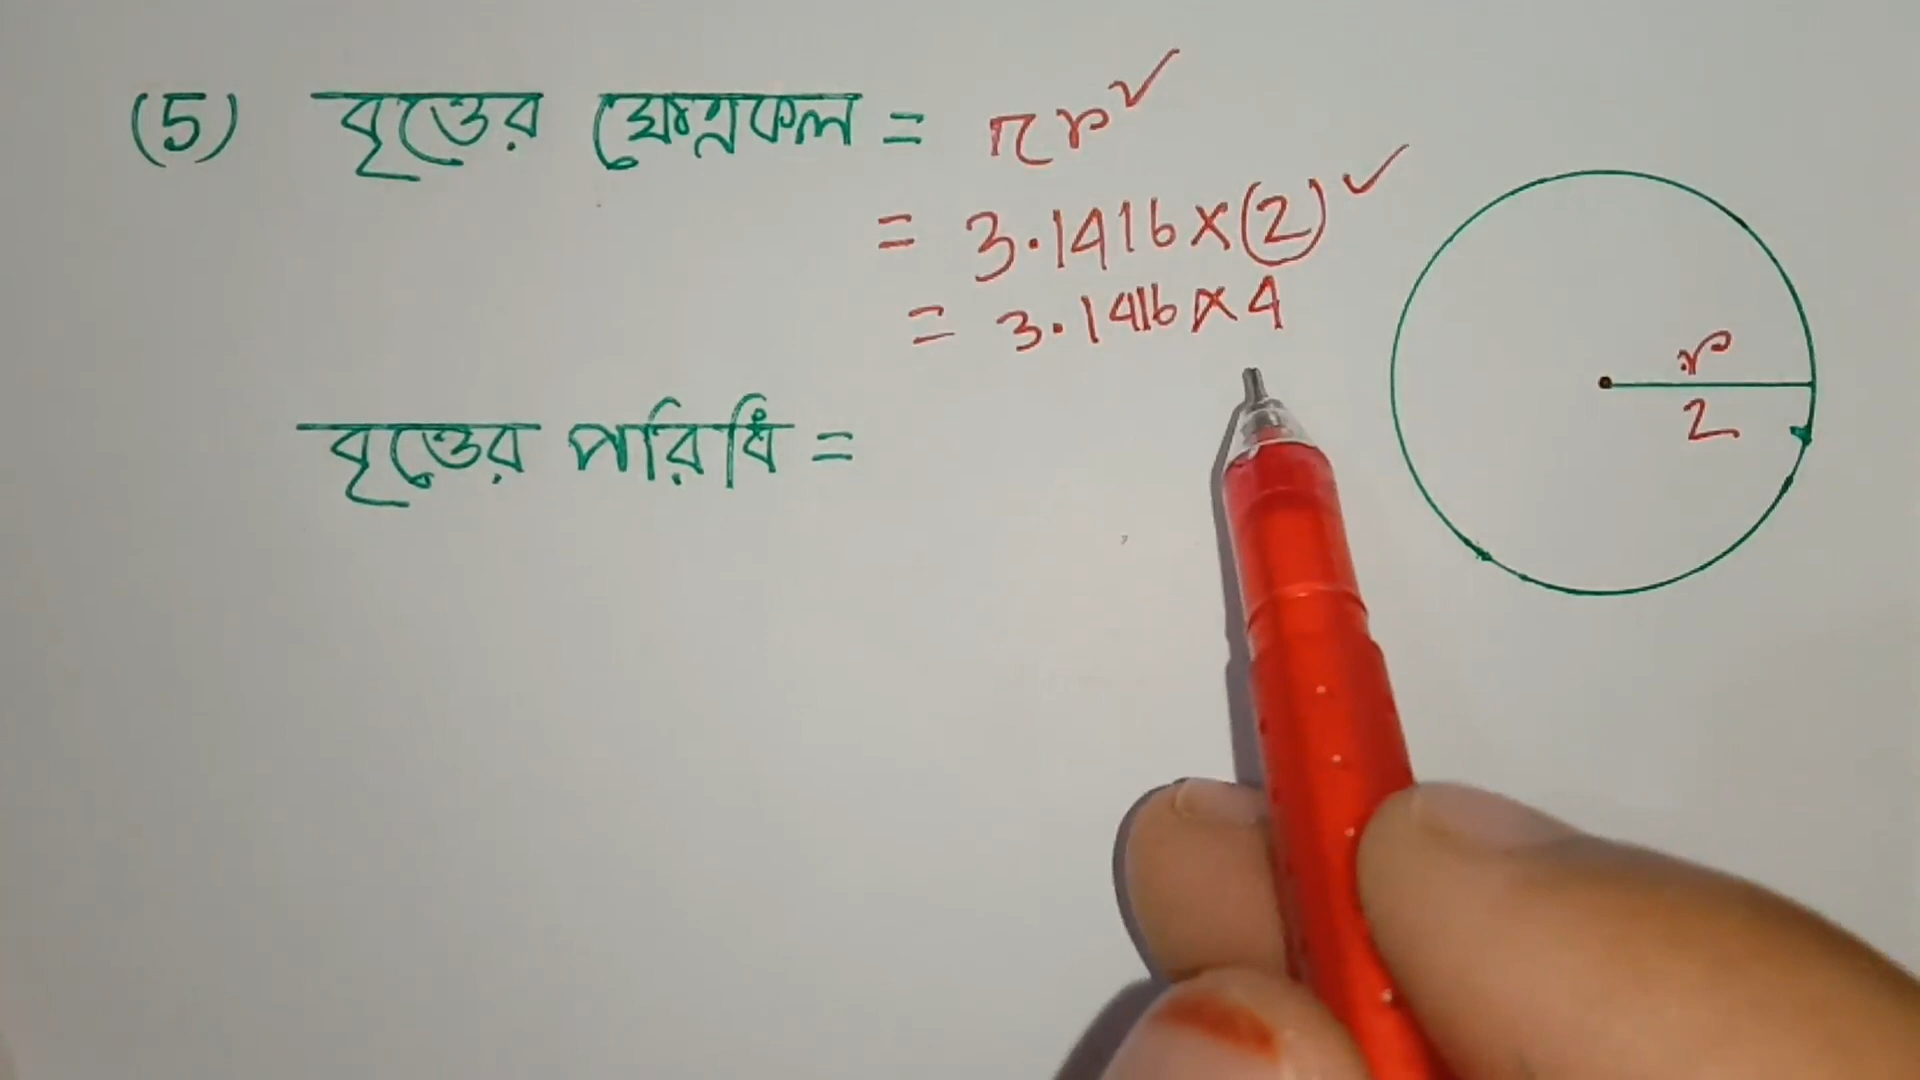 (5) বৃত্তের ক্ষেত্রফল = πr²
= 3.1416×(2)²
= 3.1416×4
বৃত্তের পরিধি =
r
2